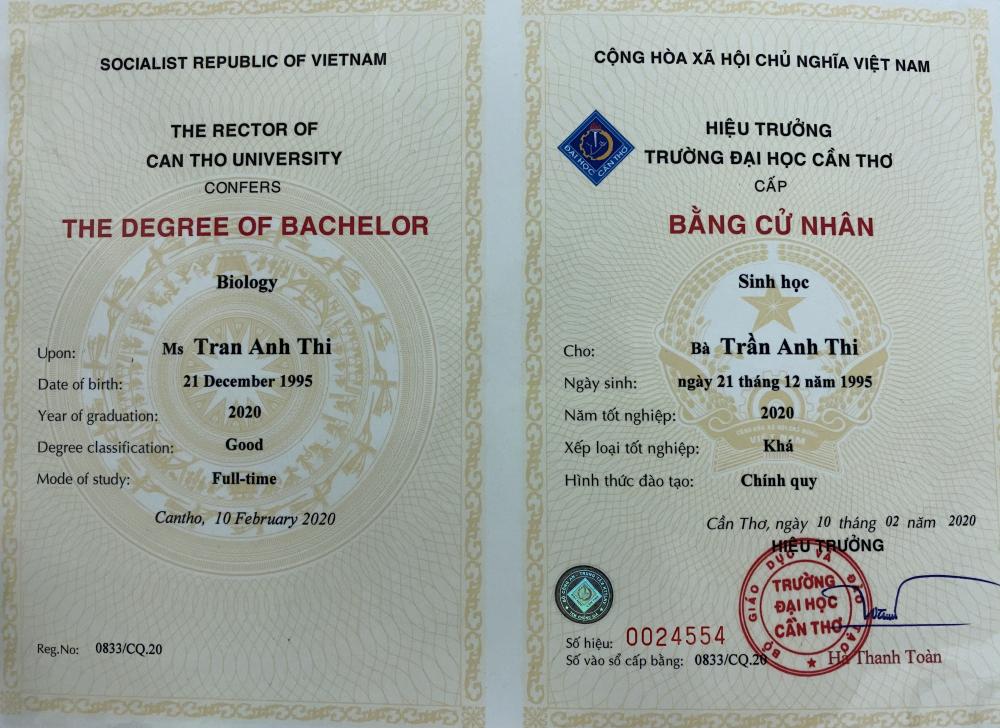 SOCIALIST REPUBLIC OF VIETNAM
THE RECTOR OF
CAN THO UNIVERSITY
CONFERS
THE DEGREE OF BACHELOR
Biology
Upon: Ms Tran Anh Thi
Date of birth: 21 December 1995
Year of graduation: 2020
Degree classification: Good
Mode of study: Full-time
Cantho, 10 February 2020
Reg.No: 0833/CQ.20
CỘNG HÒA XÃ HỘI CHỦ NGHĨA VIỆT NAM
ĐẠI HỌC CẦN THƠ
HIỆU TRƯỞNG
TRƯỜNG ĐẠI HỌC CẦN THƠ
CẤP
BẰNG CỬ NHÂN
Sinh học
Cho: Bà Trần Anh Thi
Ngày sinh: ngày 21 tháng 12 năm 1995
Năm tốt nghiệp: 2020
Xếp loại tốt nghiệp: Khá
Hình thức đào tạo: Chính quy
Cần Thơ, ngày 10 tháng 02 năm 2020
HIỆU TRƯỞNG
BỘ GIÁO DỤC VÀ ĐÀO TẠO
TRƯỜNG
ĐẠI HỌC
CẦN THƠ
Số hiệu: 0024554
Số vào sổ cấp bằng: 0833/CQ.20
Hà Thanh Toàn